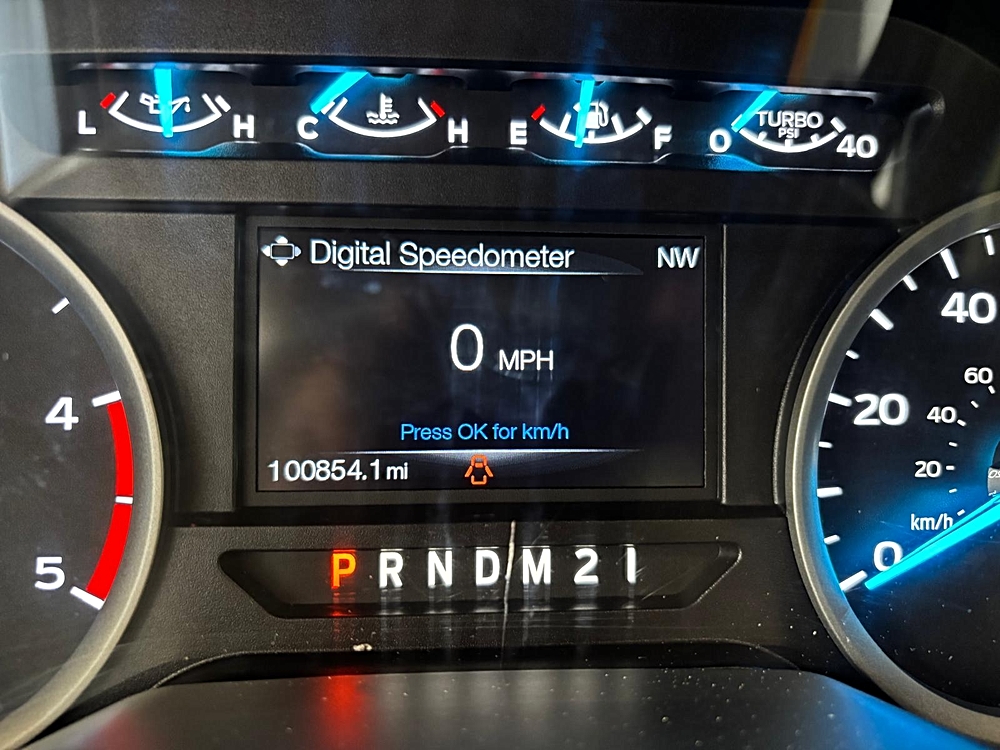 L H C H E F 0 TURBO PSI 40
Digital Speedometer NW
0 MPH
Press OK for km/h
100854.1 mi
P R N D M 2 1
4
5
40
20
0
60
40
20
km/h